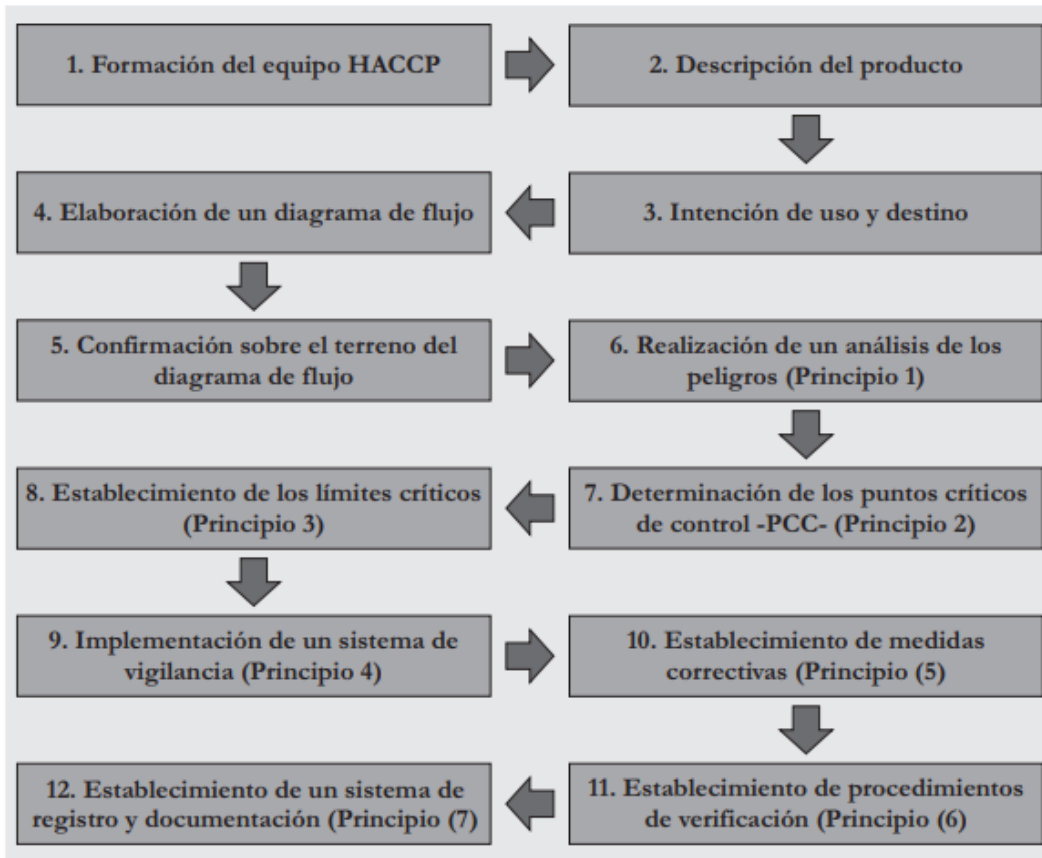 1. Formación del equipo HACCP
2. Descripción del producto
3. Intención de uso y destino
4. Elaboración de un diagrama de flujo
5. Confirmación sobre el terreno del
diagrama de flujo
6. Realización de un análisis de los
peligros (Principio 1)
7. Determinación de los puntos críticos
de control -PCC- (Principio 2)
8. Establecimiento de los límites críticos
(Principio 3)
9. Implementación de un sistema de
vigilancia (Principio 4)
10. Establecimiento de medidas
correctivas (Principio (5)
11. Establecimiento de procedimientos
de verificación (Principio (6)
12. Establecimiento de un sistema de
registro y documentación (Principio (7)